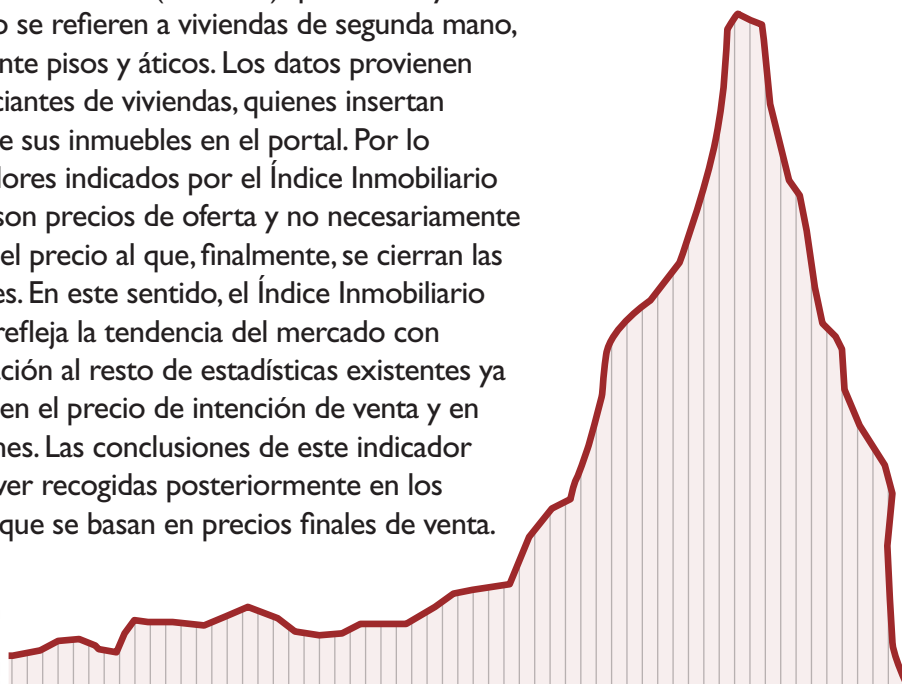 o se refieren a viviendas de segunda mano,
nte pisos y áticos. Los datos provienen
ciantes de viviendas, quienes insertan
e sus inmuebles en el portal. Por lo
lores indicados por el Índice Inmobiliario
son precios de oferta y no necesariamente
el precio al que, finalmente, se cierran las
es. En este sentido, el Índice Inmobiliario
refleja la tendencia del mercado con
ción al resto de estadísticas existentes ya
en el precio de intención de venta y en
nes. Las conclusiones de este indicador
ver recogidas posteriormente en los
que se basan en precios finales de venta.